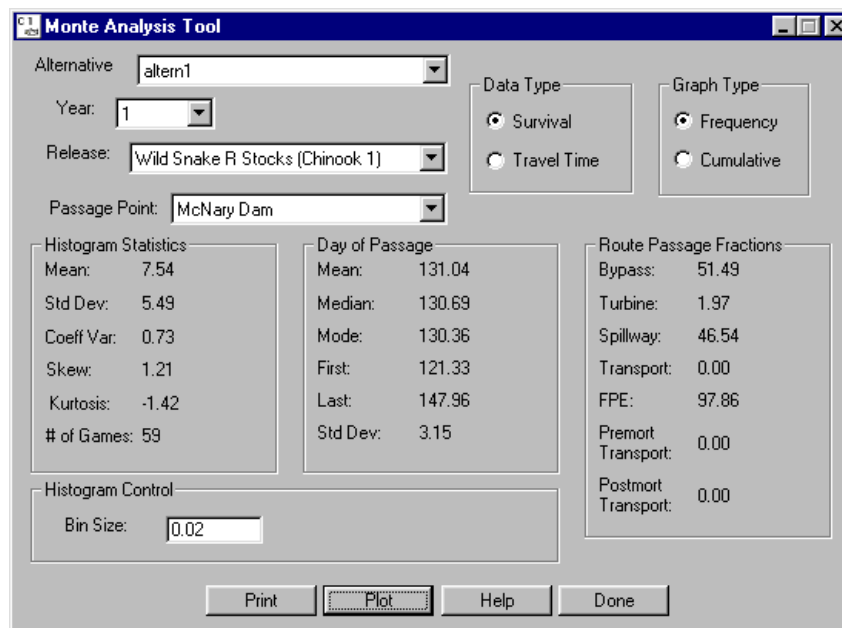 Monte Analysis Tool
Alternative altern1
Year: 1
Release: Wild Snake R Stocks (Chinook 1)
Passage Point: McNary Dam
Data Type
Survival
Travel Time
Graph Type
Frequency
Cumulative
Histogram Statistics
Mean: 7.54
Std Dev: 5.49
Coeff Var: 0.73
Skew: 1.21
Kurtosis: -1.42
# of Games: 59
Day of Passage
Mean: 131.04
Median: 130.69
Mode: 130.36
First: 121.33
Last: 147.96
Std Dev: 3.15
Route Passage Fractions
Bypass: 51.49
Turbine: 1.97
Spillway: 46.54
Transport: 0.00
FPE: 97.86
Premort
Transport: 0.00
Postmort
Transport: 0.00
Histogram Control
Bin Size: 0.02
Print Plot Help Done